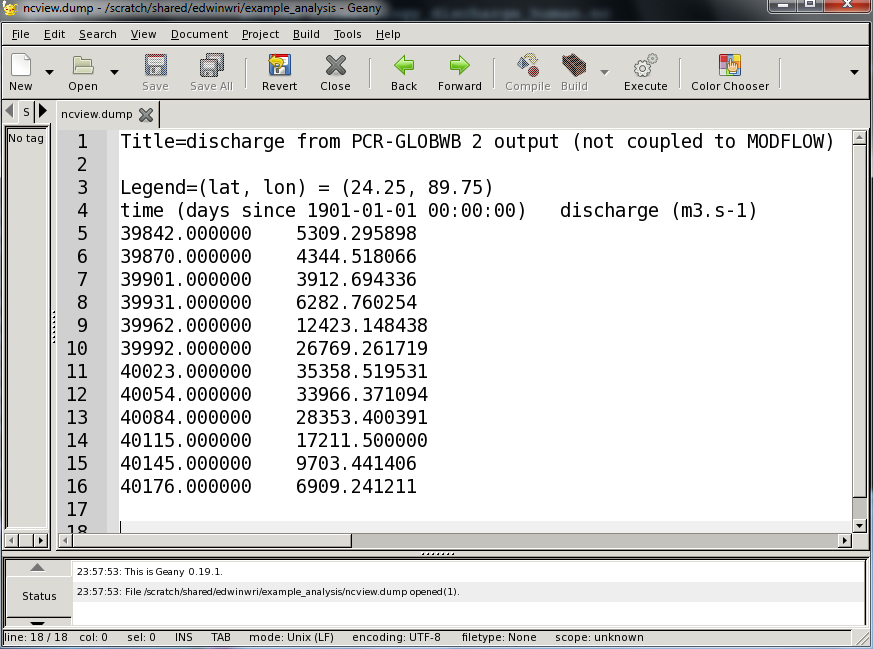 ncview.dump - /scratch/shared/edwinwri/example_analysis - Geany
File Edit Search View Document Project Build Tools Help
New Open Save Save All Revert Close Back Forward Compile Build Execute Color Chooser
S ncview.dump
No tag
1 Title=discharge from PCR-GLOBWB 2 output (not coupled to MODFLOW)
2
3 Legend=(lat, lon) = (24.25, 89.75)
4 time (days since 1901-01-01 00:00:00) discharge (m3.s-1)
5 39842.000000 5309.295898
6 39870.000000 4344.518066
7 39901.000000 3912.694336
8 39931.000000 6282.760254
9 39962.000000 12423.148438
10 39992.000000 26769.261719
11 40023.000000 35358.519531
12 40054.000000 33966.371094
13 40084.000000 28353.400391
14 40115.000000 17211.500000
15 40145.000000 9703.441406
16 40176.000000 6909.241211
17
18
23:57:53: This is Geany 0.19.1.
Status
23:57:53: File /scratch/shared/edwinwri/example_analysis/ncview.dump opened(1).
line: 18 / 18 col: 0 sel: 0 INS TAB mode: Unix (LF) encoding: UTF-8 filetype: None scope: unknown